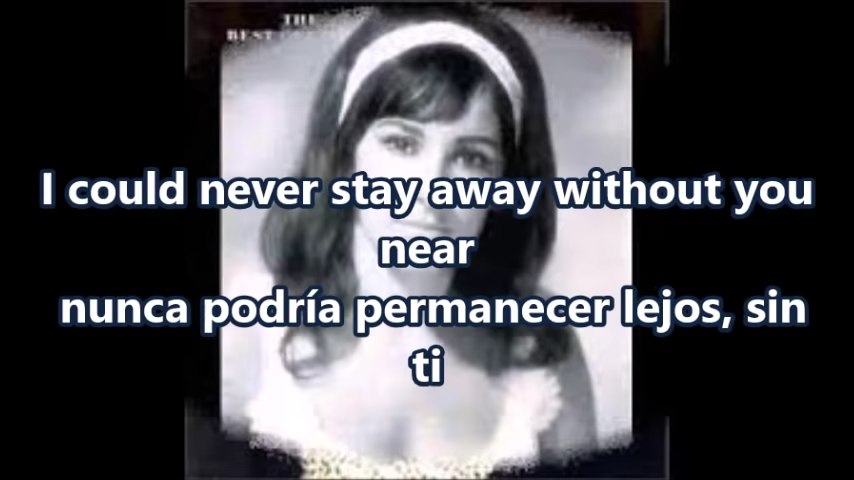 THE
BEST
I could never stay away without you
near
nunca podría permanecer lejos, sin
ti